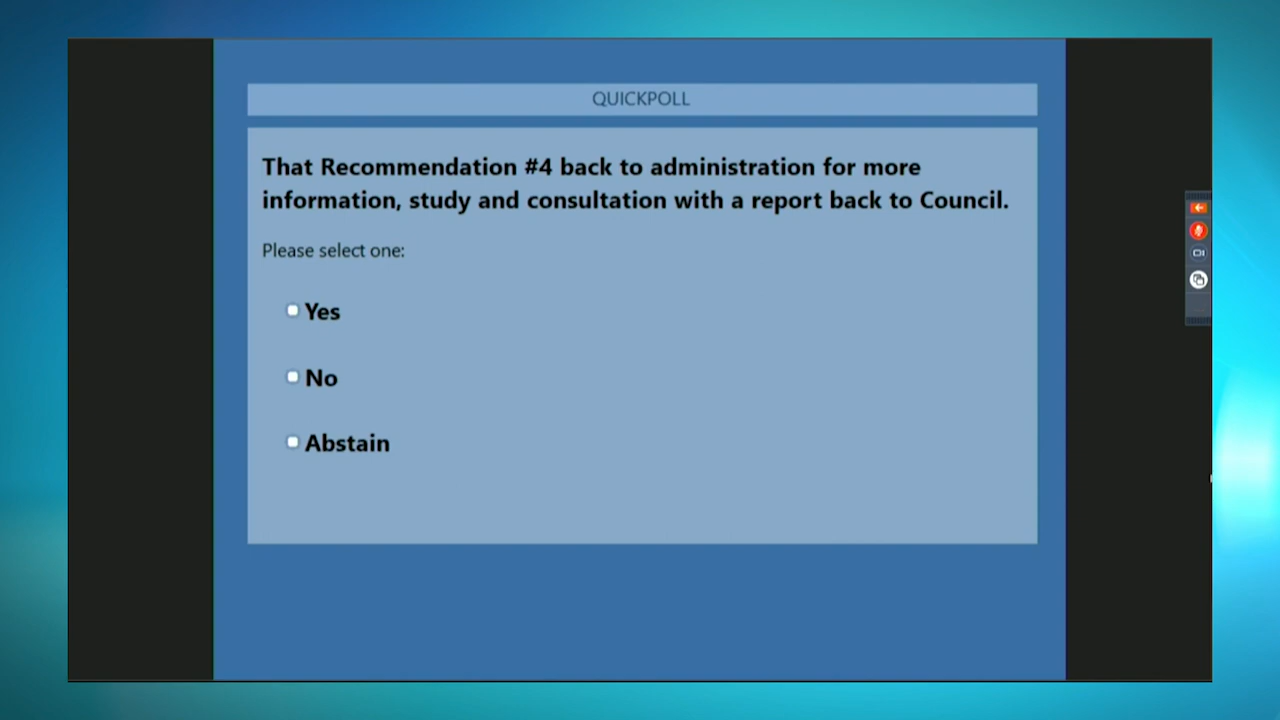 QUICKPOLL
That Recommendation #4 back to administration for more
information, study and consultation with a report back to Council.
Please select one:
Yes
No
Abstain